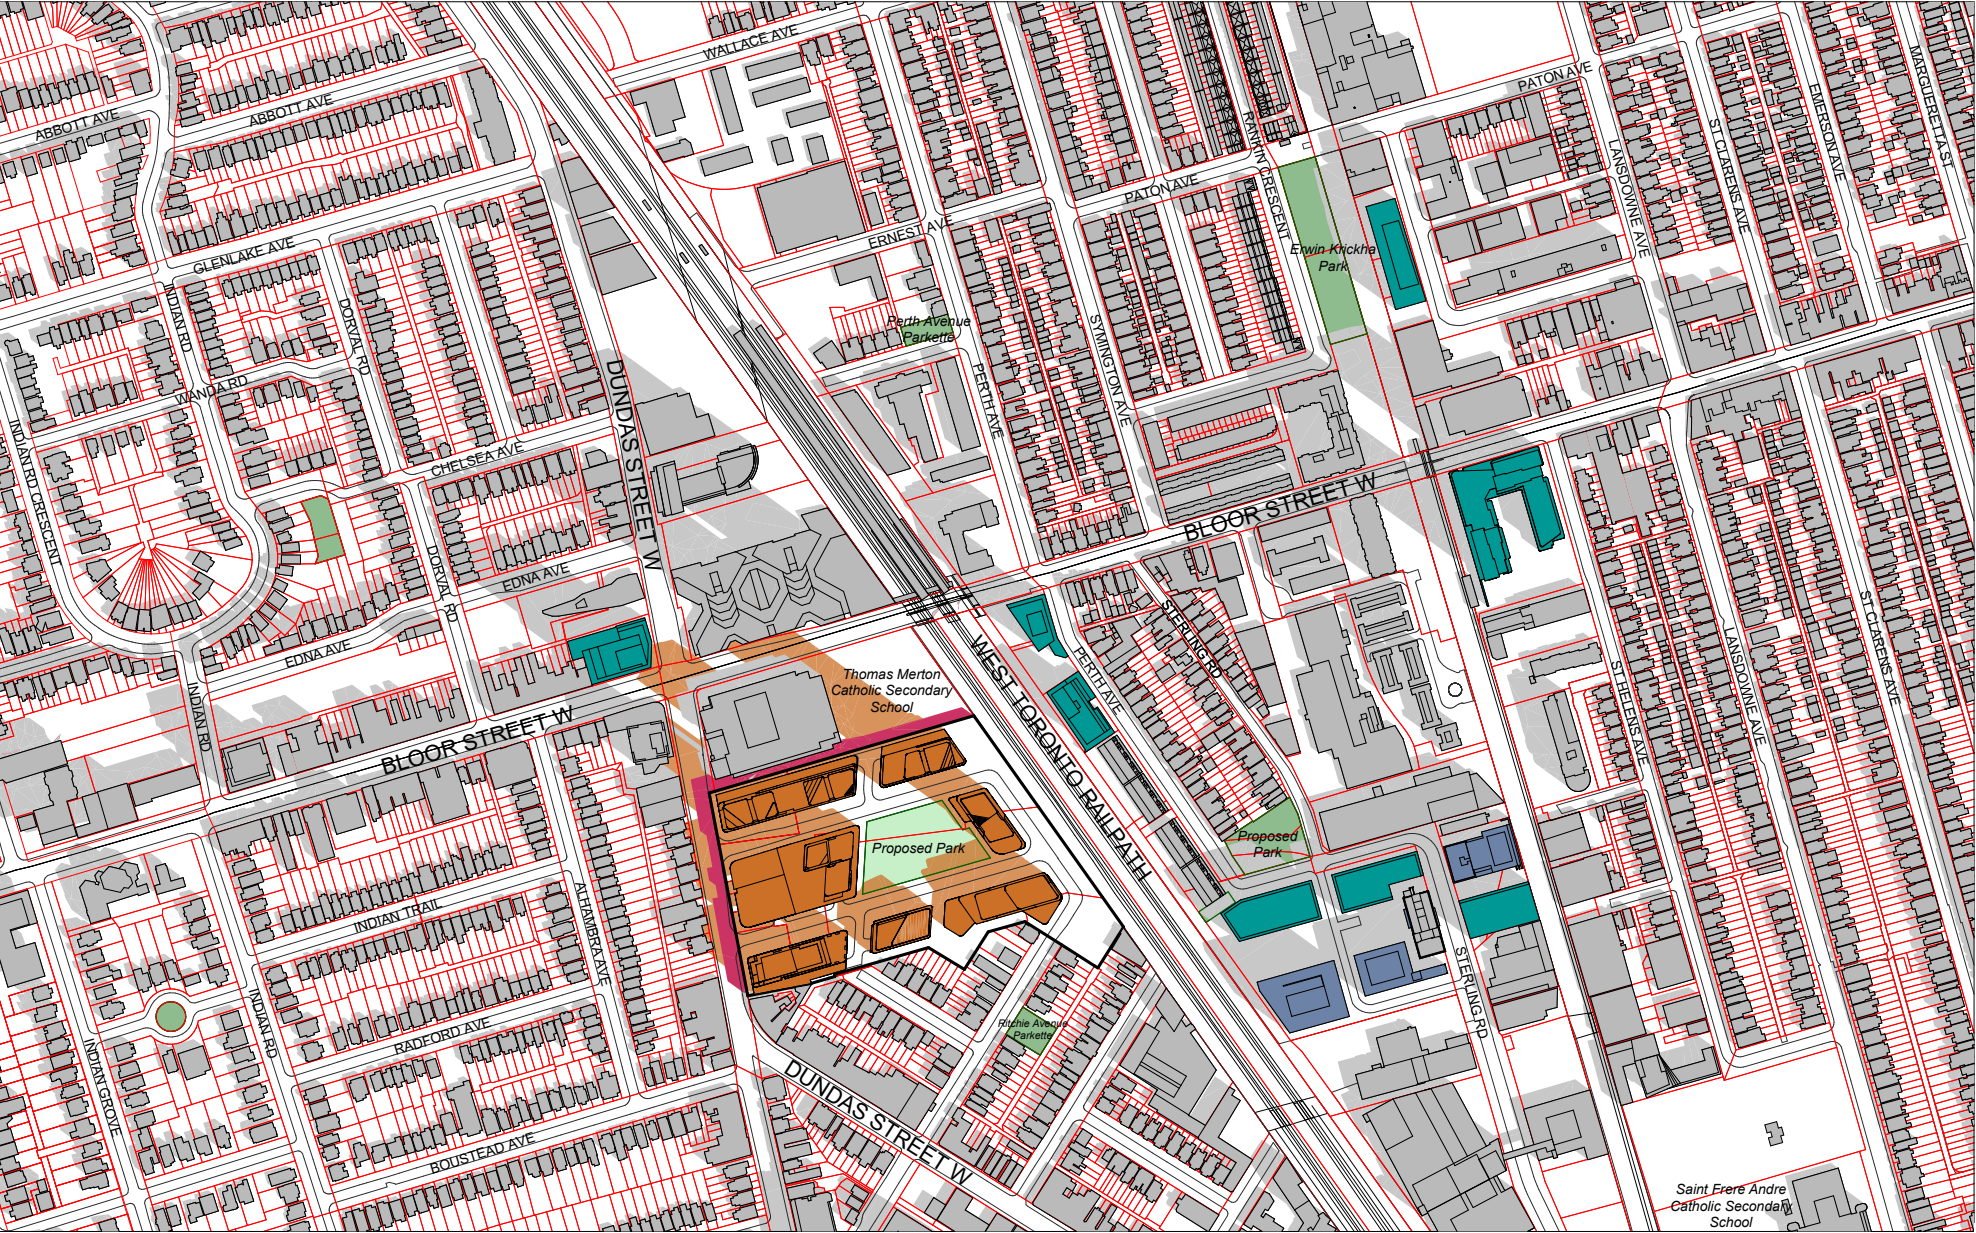 WALLACE AVE
MARGUERETTA ST
PATON AVE
EMERSON AVE
ABBOTT AVE
ABBOTT AVE
RANKIN CRESCENT
ST CLARENS AVE
LANSDOWNE AVE
PATON AVE
ERNEST AVE
GLENLAKE AVE
Erwin Krickha
Park
INDIAN RD
DORVAL RD
Perth Avenue
Parkette
SYMINGTON AVE
PERTH AVE
WANDA RD
DUNDAS STREET W
INDIAN RD CRESCENT
CHELSEA AVE
BLOOR STREET W
DORVAL RD
EDNA AVE
STERLING RD
ST CLARENS AVE
EDNA AVE
WEST TORONTO RAILPATH
PERTH AVE
LANSDOWNE AVE
ST HELENS AVE
Thomas Merton
Catholic Secondary
School
INDIAN RD
BLOOR STREET W
Proposed
Park
Proposed Park
ALHAMBRA AVE
INDIAN TRAIL
STERLING RD
INDIAN RD
RADFORD AVE
Ritchie Avenue
Parkette
INDIAN GROVE
DUNDAS STREET W
BOUSTEAD AVE
Saint Frere Andre
Catholic Secondary
School